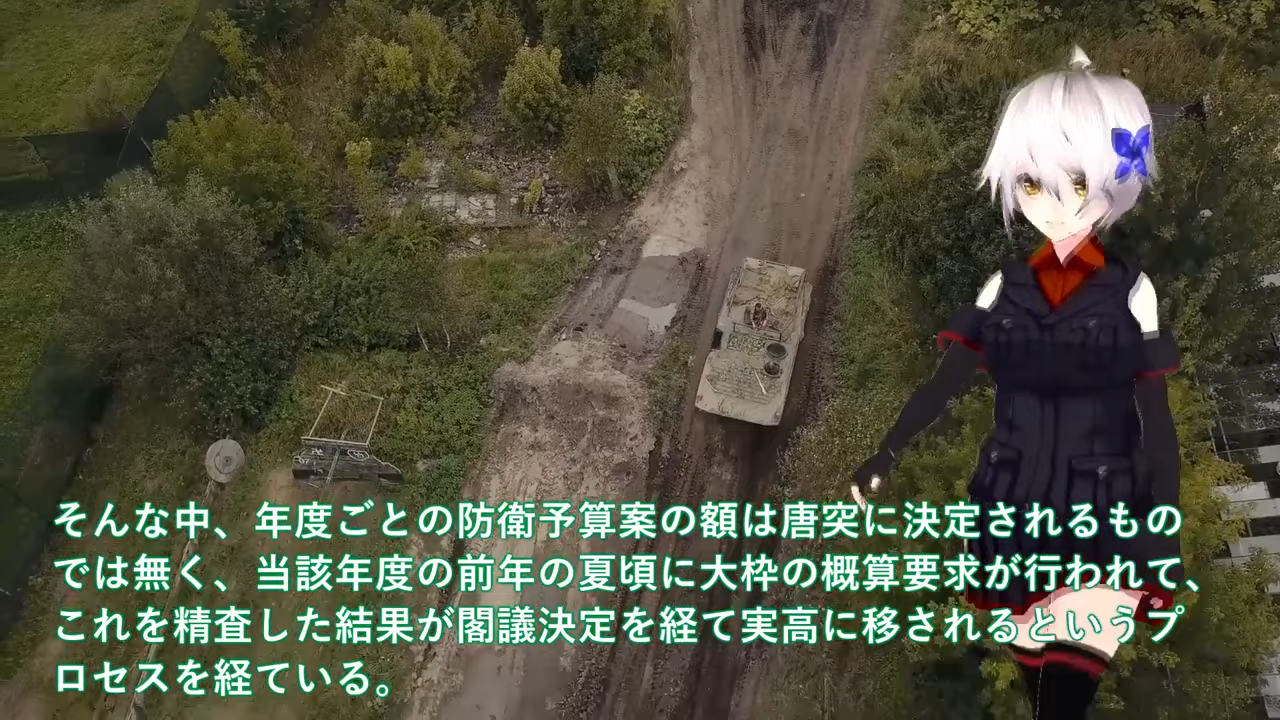 そんな中、年度ごとの防衛予算案の額は唐突に決定されるもの
では無く、当該年度の前年の夏頃に大枠の概算要求が行われて、
これを精査した結果が閣議決定を経て実高に移されるというプ
ロセスを経ている。